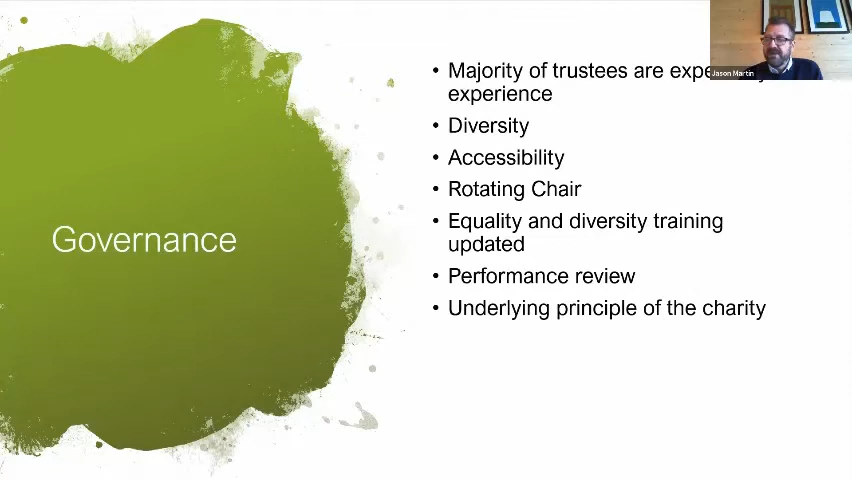 Governance
• Majority of trustees are
experience
• Diversity
• Accessibility
• Rotating Chair
• Equality and diversity training
updated
• Performance review
• Underlying principle of the charity
Jason Martin